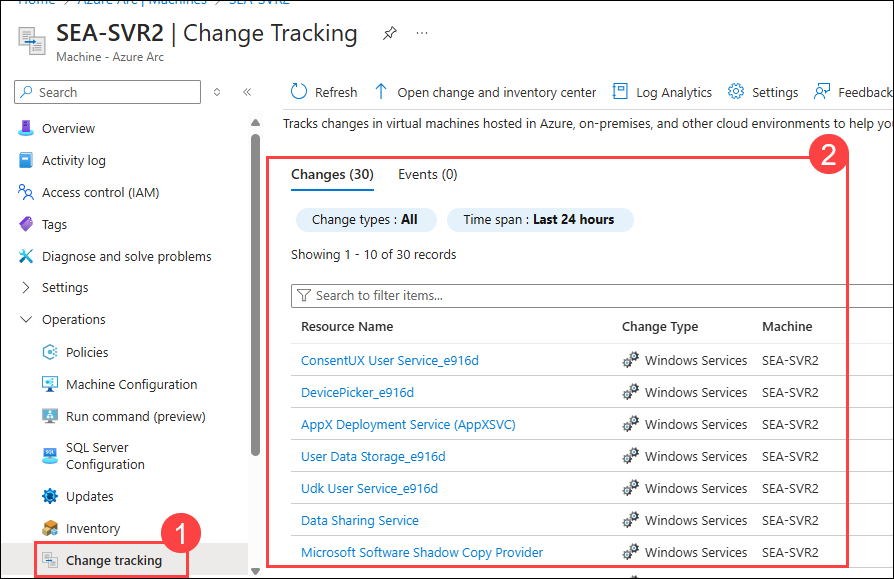 Home > Azure Arc | Machines > SEA-SVR2
SEA-SVR2 | Change Tracking
Machine - Azure Arc
Search
Refresh
Open change and inventory center
Log Analytics
Settings
Feedback
Overview
Activity log
Access control (IAM)
Tags
Diagnose and solve problems
Settings
Operations
Policies
Machine Configuration
Run command (preview)
SQL Server
Configuration
Updates
Inventory
1
Change tracking
Tracks changes in virtual machines hosted in Azure, on-premises, and other cloud environments to help you
2
Changes (30) Events (0)
Change types : All Time span : Last 24 hours
Showing 1 - 10 of 30 records
Search to filter items...
Resource Name Change Type Machine
ConsentUX User Service_e916d Windows Services SEA-SVR2
DevicePicker_e916d Windows Services SEA-SVR2
AppX Deployment Service (AppXSVC) Windows Services SEA-SVR2
User Data Storage_e916d Windows Services SEA-SVR2
Udk User Service_e916d Windows Services SEA-SVR2
Data Sharing Service Windows Services SEA-SVR2
Microsoft Software Shadow Copy Provider Windows Services SEA-SVR2